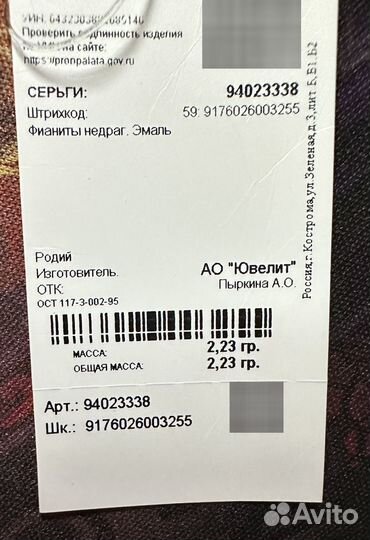 Проверить подлинность изделия
на сайте:
https://probpalata.gov.ru
СЕРЬГИ: 94023338
Штрихкод: 59: 9176026003255
Фианиты недраг. Эмаль
Родий
Изготовитель. АО "Ювелит"
ОТК: Пыркина А.О.
ОСТ 117-3-002-95
МАССА: 2,23 гр.
ОБЩАЯ МАССА: 2,23 гр.
Арт.: 94023338
Шк.: 9176026003255
Россия,г.Кострома,ул.Зеленая,д.3,лит Б,Б1,Б2
Avito